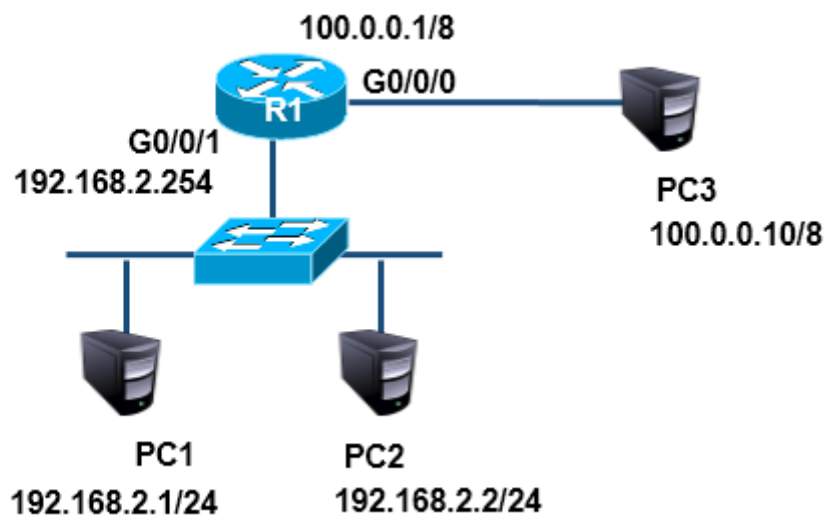 100.0.0.1/8
G0/0/0
R1
G0/0/1
192.168.2.254
PC3
100.0.0.10/8
PC1
192.168.2.1/24
PC2
192.168.2.2/24